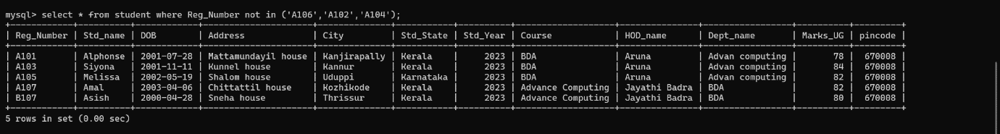 mysql> select * from student where Reg_Number not in ('A106','A102','A104');
+------------+----------+------------+-------------------+--------------+-----------+----------+-------------------+---------------+-----------------+----------+---------+
| Reg_Number | Std_name | DOB        | Address           | City         | Std_State | Std_Year | Course            | HOD_name      | Dept_name       | Marks_UG | pincode |
+------------+----------+------------+-------------------+--------------+-----------+----------+-------------------+---------------+-----------------+----------+---------+
| A101       | Alphonse | 2001-07-28 | Mattamundayil house | Kanjirapally | Kerala    |     2023 | BDA               | Aruna         | Advan computing |       78 |  670008 |
| A103       | Siyona   | 2001-11-11 | Kunnel house      | Kannur       | Kerala    |     2023 | BDA               | Aruna         | Advan computing |       84 |  670008 |
| A105       | Melissa  | 2002-05-19 | Shalom house      | Uduppi       | Karnataka |     2023 | BDA               | Aruna         | Advan computing |       82 |  670008 |
| A107       | Amal     | 2003-04-06 | Chittattil house  | Kozhikode    | Kerala    |     2023 | Advance Computing | Jayathi Badra | BDA             |       82 |  670008 |
| B107       | Asish    | 2000-04-28 | Sneha house       | Thrissur     | Kerala    |     2023 | Advance Computing | Jayathi Badra | BDA             |       80 |  670008 |
+------------+----------+------------+-------------------+--------------+-----------+----------+-------------------+---------------+-----------------+----------+---------+
5 rows in set (0.00 sec)